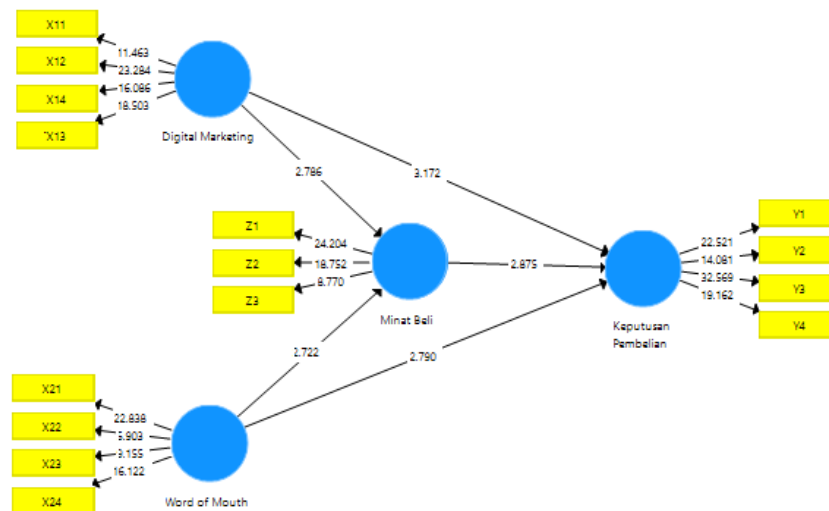 X11
X12
X14
X13
11.463
23.284
16.086
18.503
Digital Marketing
2.786
3.172
Z1
Z2
Z3
24.204
18.752
8.770
Minat Beli
2.875
Y1
Y2
Y3
Y4
22.521
14.081
32.569
19.162
Keputusan
Pembelian
2.722
2.790
X21
X22
X23
X24
22.838
16.122
Word of Mouth